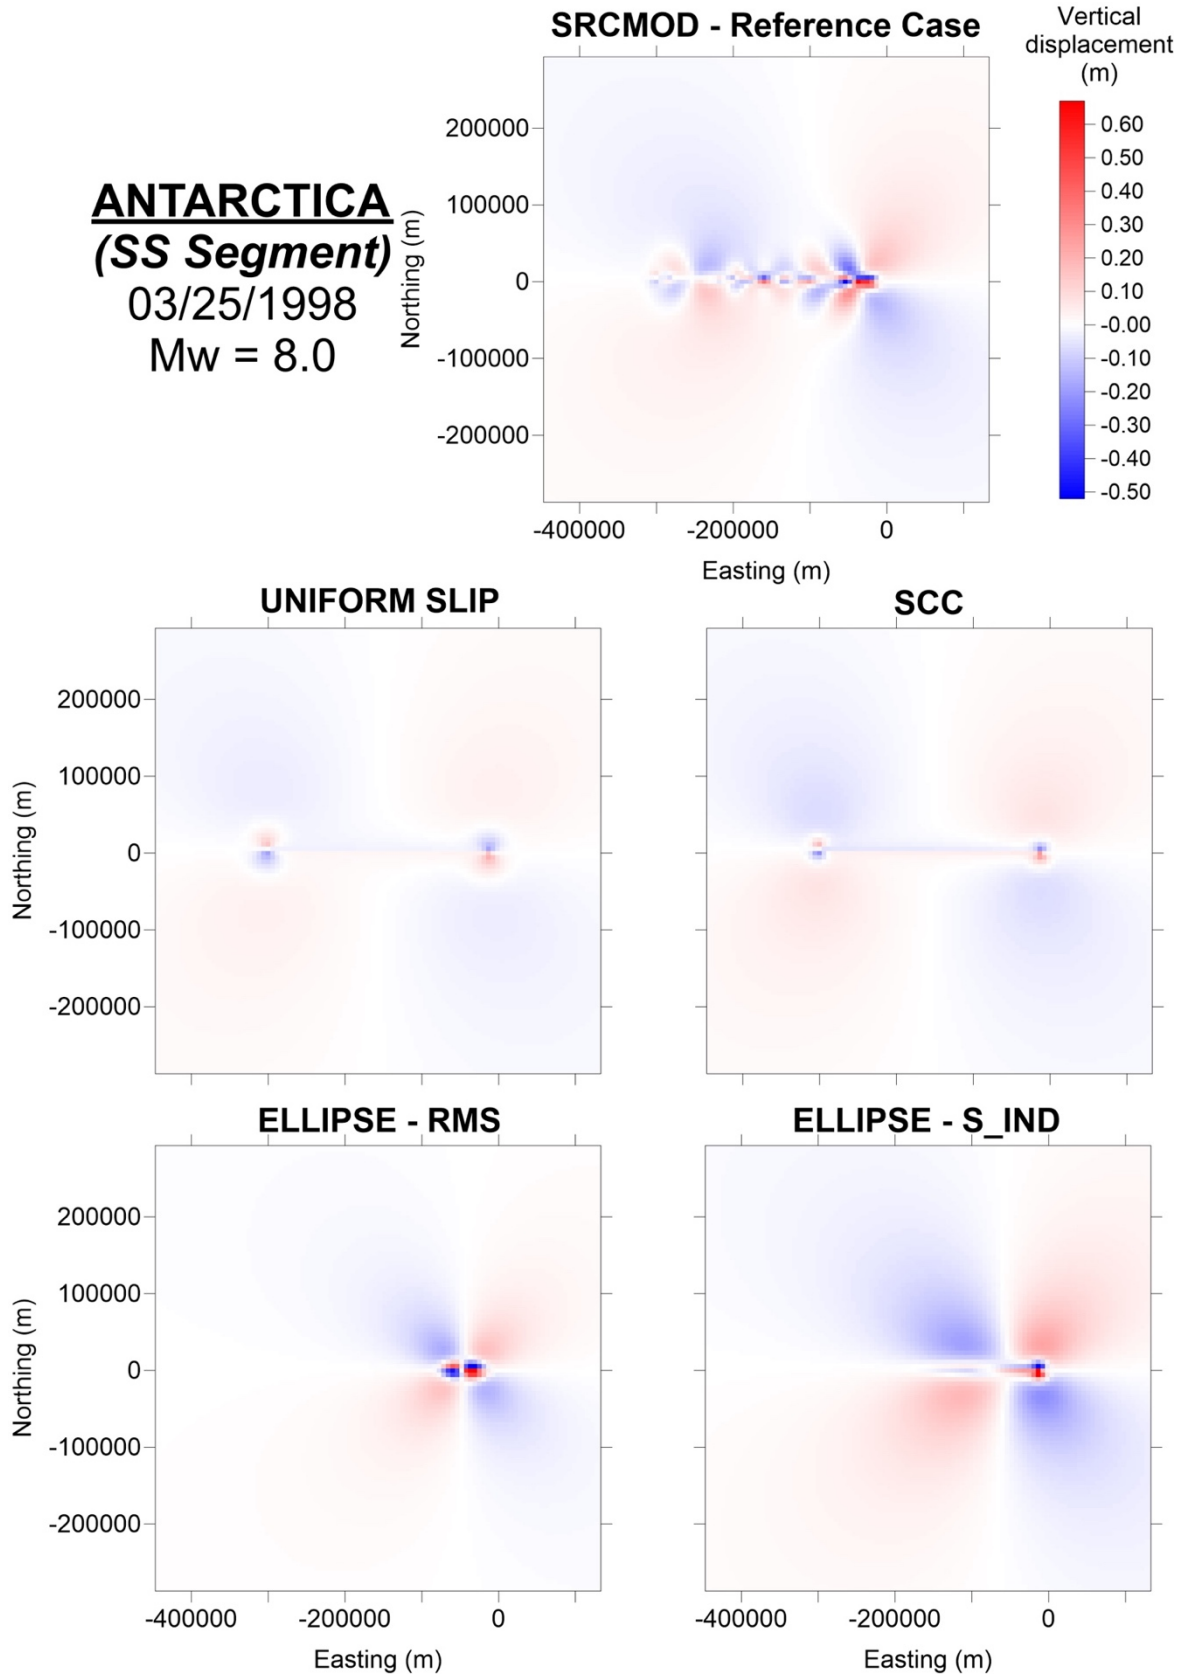 SRCMOD - Reference Case
Vertical
displacement
(m)
ANTARCTICA
(SS Segment)
03/25/1998
Mw = 8.0
Northing (m)
200000
100000
0
-100000
-200000
-400000 -200000 0
Easting (m)
0.60
0.50
0.40
0.30
0.20
0.10
-0.00
-0.10
-0.20
-0.30
-0.40
-0.50
UNIFORM SLIP
Northing (m)
200000
100000
0
-100000
-200000
SCC
ELLIPSE - RMS
Northing (m)
200000
100000
0
-100000
-200000
-400000 -200000 0
Easting (m)
ELLIPSE - S_IND
-400000 -200000 0
Easting (m)